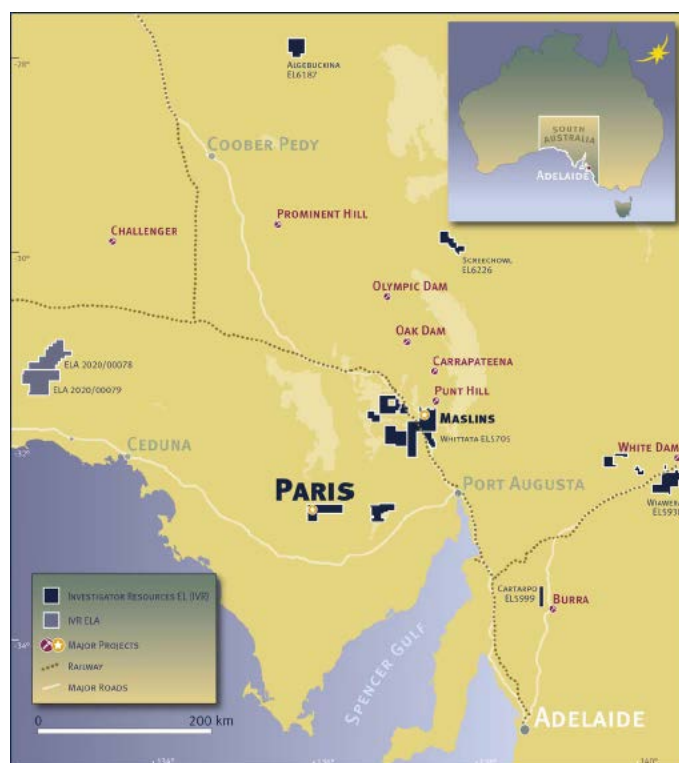 -28°
ALGEBUCKINA
EL6187
SOUTH
AUSTRALIA
ADELAIDE
COOBER PEDY
CHALLENGER
PROMINENT HILL
-30°
SCREECHOWL
EL6226
OLYMPIC DAM
OAK DAM
ELA 2020/00078
ELA 2020/00079
CARRAPATEENA
PUNT HILL
MASLINS
WHITTATA EL5705
-32°
CEDUNA
WHITE DAM
PARIS
PORT AUGUSTA
WIAWERA
EL5938
CARTARPO
EL5999
BURRA
INVESTIGATOR RESOURCES EL (IVR)
IVR ELA
MAJOR PROJECTS
RAILWAY
MAJOR ROADS
-34°
SPENCER GULF
0
200 km
ADELAIDE
140°